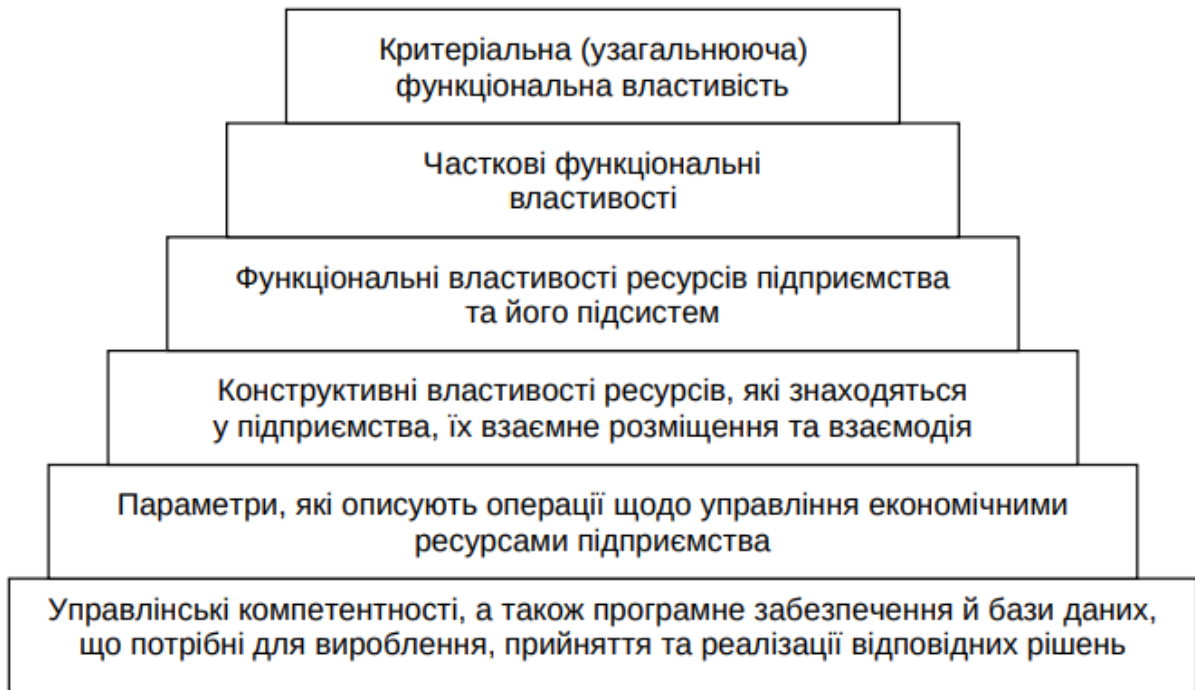 Критеріальна (узагальнююча)
функціональна властивість
Часткові функціональні
властивості
Функціональні властивості ресурсів підприємства
та його підсистем
Конструктивні властивості ресурсів, які знаходяться
у підприємства, їх взаємне розміщення та взаємодія
Параметри, які описують операції щодо управління економічними
ресурсами підприємства
Управлінські компетентності, а також програмне забезпечення й бази даних,
що потрібні для вироблення, прийняття та реалізації відповідних рішень